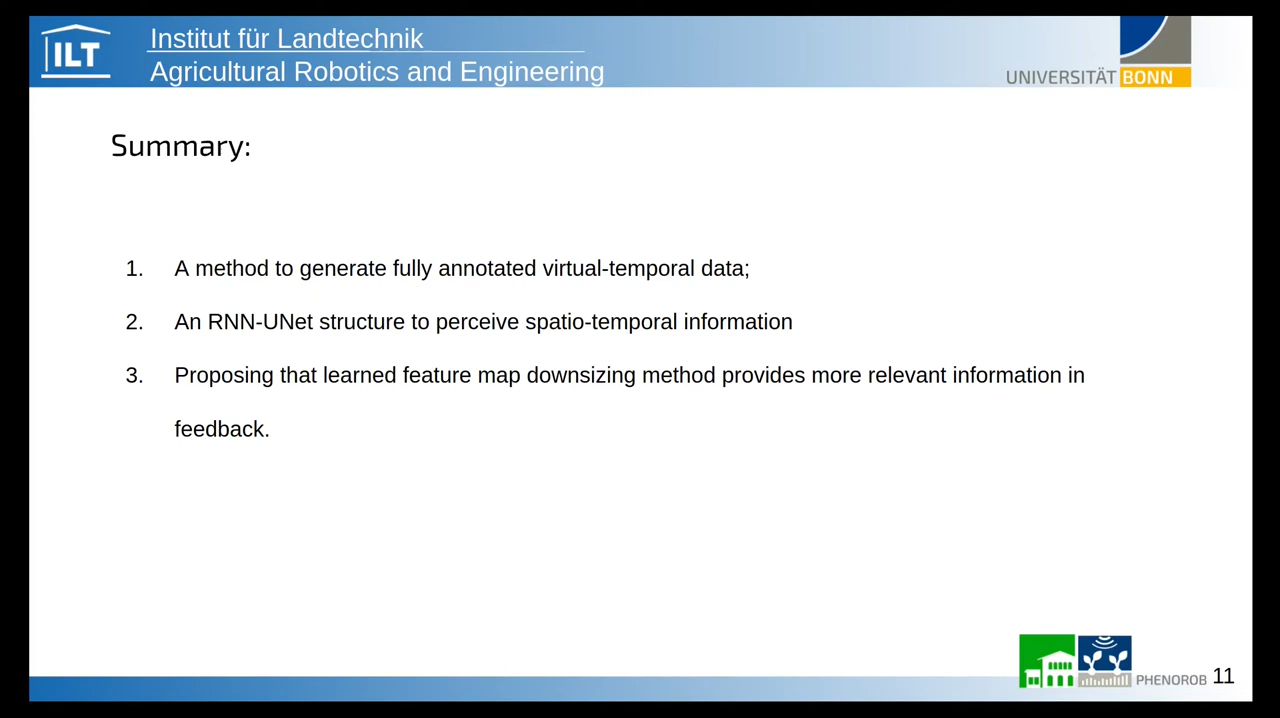 ILT
Institut für Landtechnik
Agricultural Robotics and Engineering
UNIVERSITÄT BONN
Summary:
1. A method to generate fully annotated virtual-temporal data;
2. An RNN-UNet structure to perceive spatio-temporal information
3. Proposing that learned feature map downsizing method provides more relevant information in
feedback.
PHENOROB 11